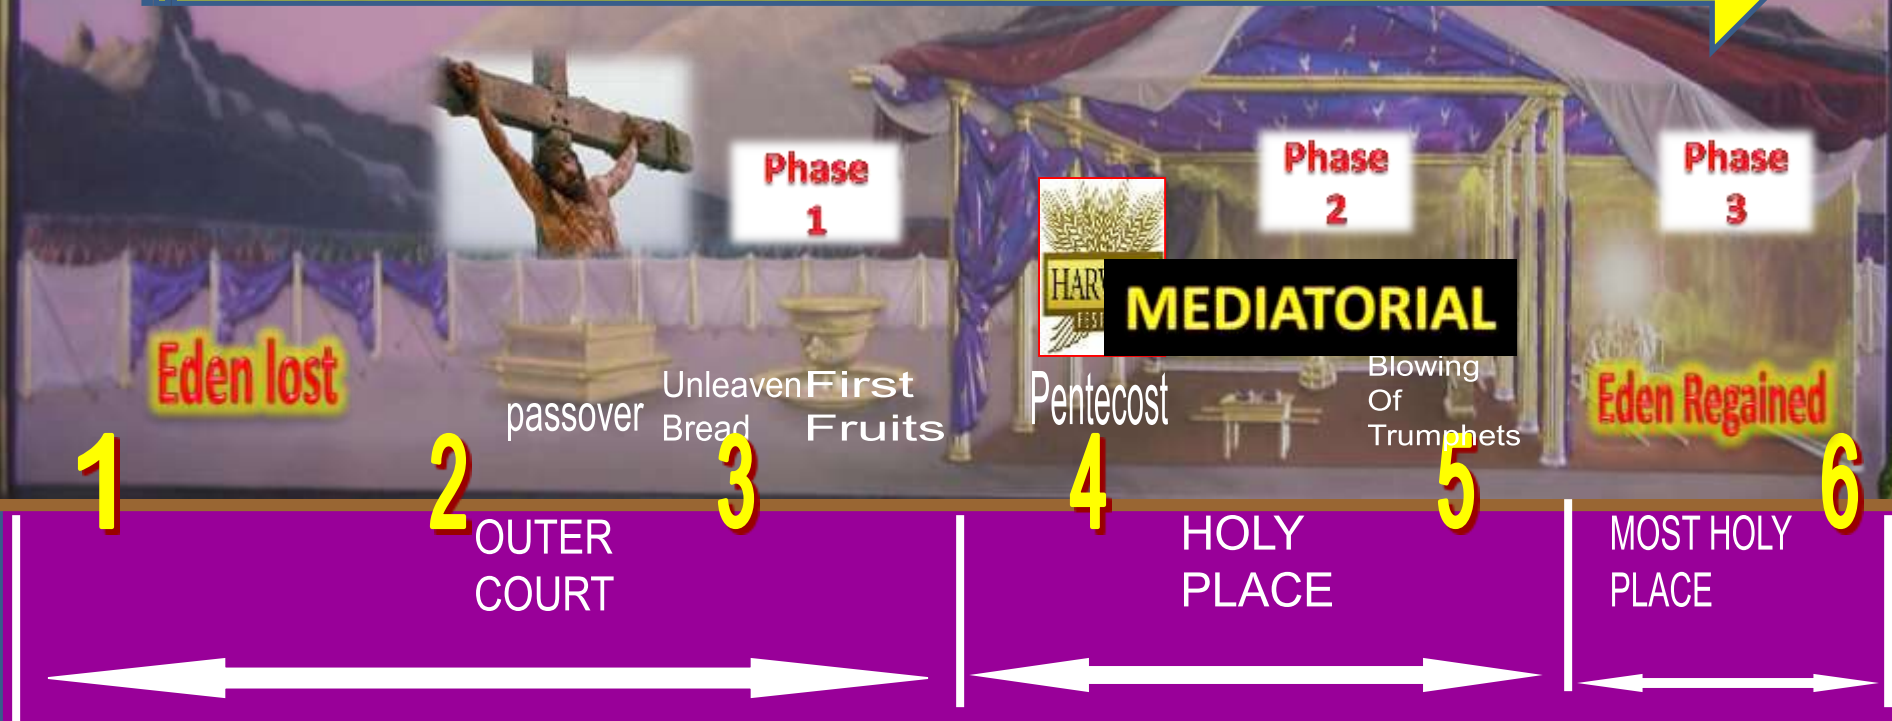 Phase
1
Phase
2
Phase
3
MEDIATORIAL
Eden lost
passover
Unleaven
Bread
First
Fruits
Pentecost
Blowing
Of
Trumphets
Eden Regained
1
2
3
4
5
6
OUTER
COURT
HOLY
PLACE
MOST HOLY
PLACE